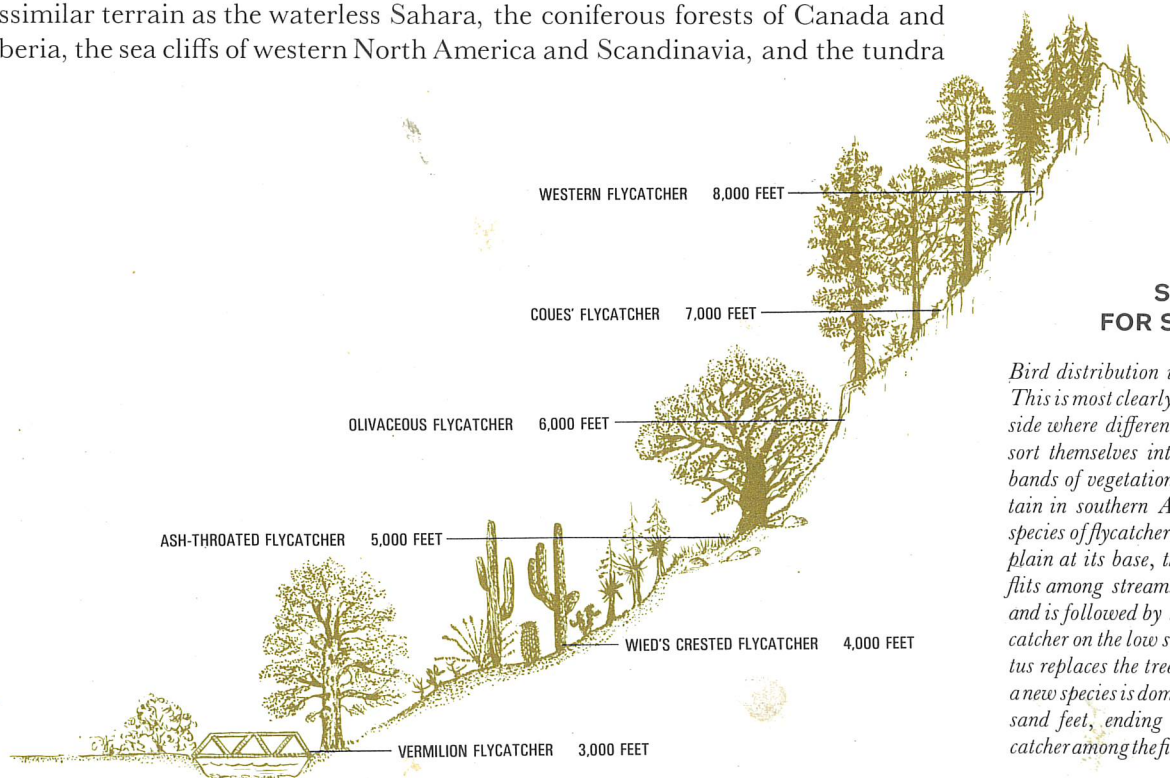 ssimilar terrain as the waterless Sahara, the coniferous forests of Canada and
beria, the sea cliffs of western North America and Scandinavia, and the tundra
WESTERN FLYCATCHER 8,000 FEET
COUES' FLYCATCHER 7,000 FEET
OLIVACEOUS FLYCATCHER 6,000 FEET
ASH-THROATED FLYCATCHER 5,000 FEET
WIED'S CRESTED FLYCATCHER 4,000 FEET
VERMILION FLYCATCHER 3,000 FEET
S
FOR S
Bird distribution i
This is most clearly
side where differen
sort themselves int
bands of vegetation
tain in southern A
species of flycatcher
plain at its base, t
flits among stream
and is followed by
catcher on the low s
tus replaces the tree
a new species is dom
sand feet, ending
catcher among the fi